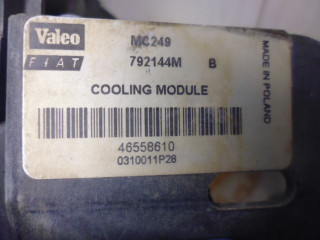 Valeo MC249
FIAT 792144M B
COOLING MODULE
46558610
0310011P28
MADE IN POLAND